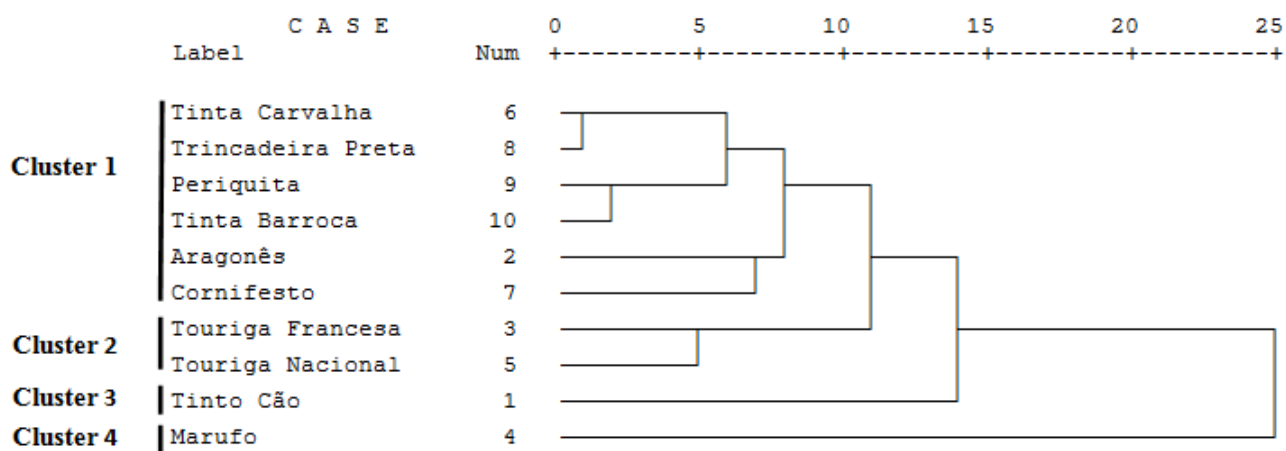 C A S E 0 5 10 15 20 25
Label Num +---------+---------+---------+---------+---------+
Tinta Carvalha 6
Trincadeira Preta 8
Cluster 1
Periquita 9
Tinta Barroca 10
Aragonês 2
Cornifesto 7
Touriga Francesa 3
Cluster 2
Touriga Nacional 5
Cluster 3 Tinto Cão 1
Cluster 4 Marufo 4